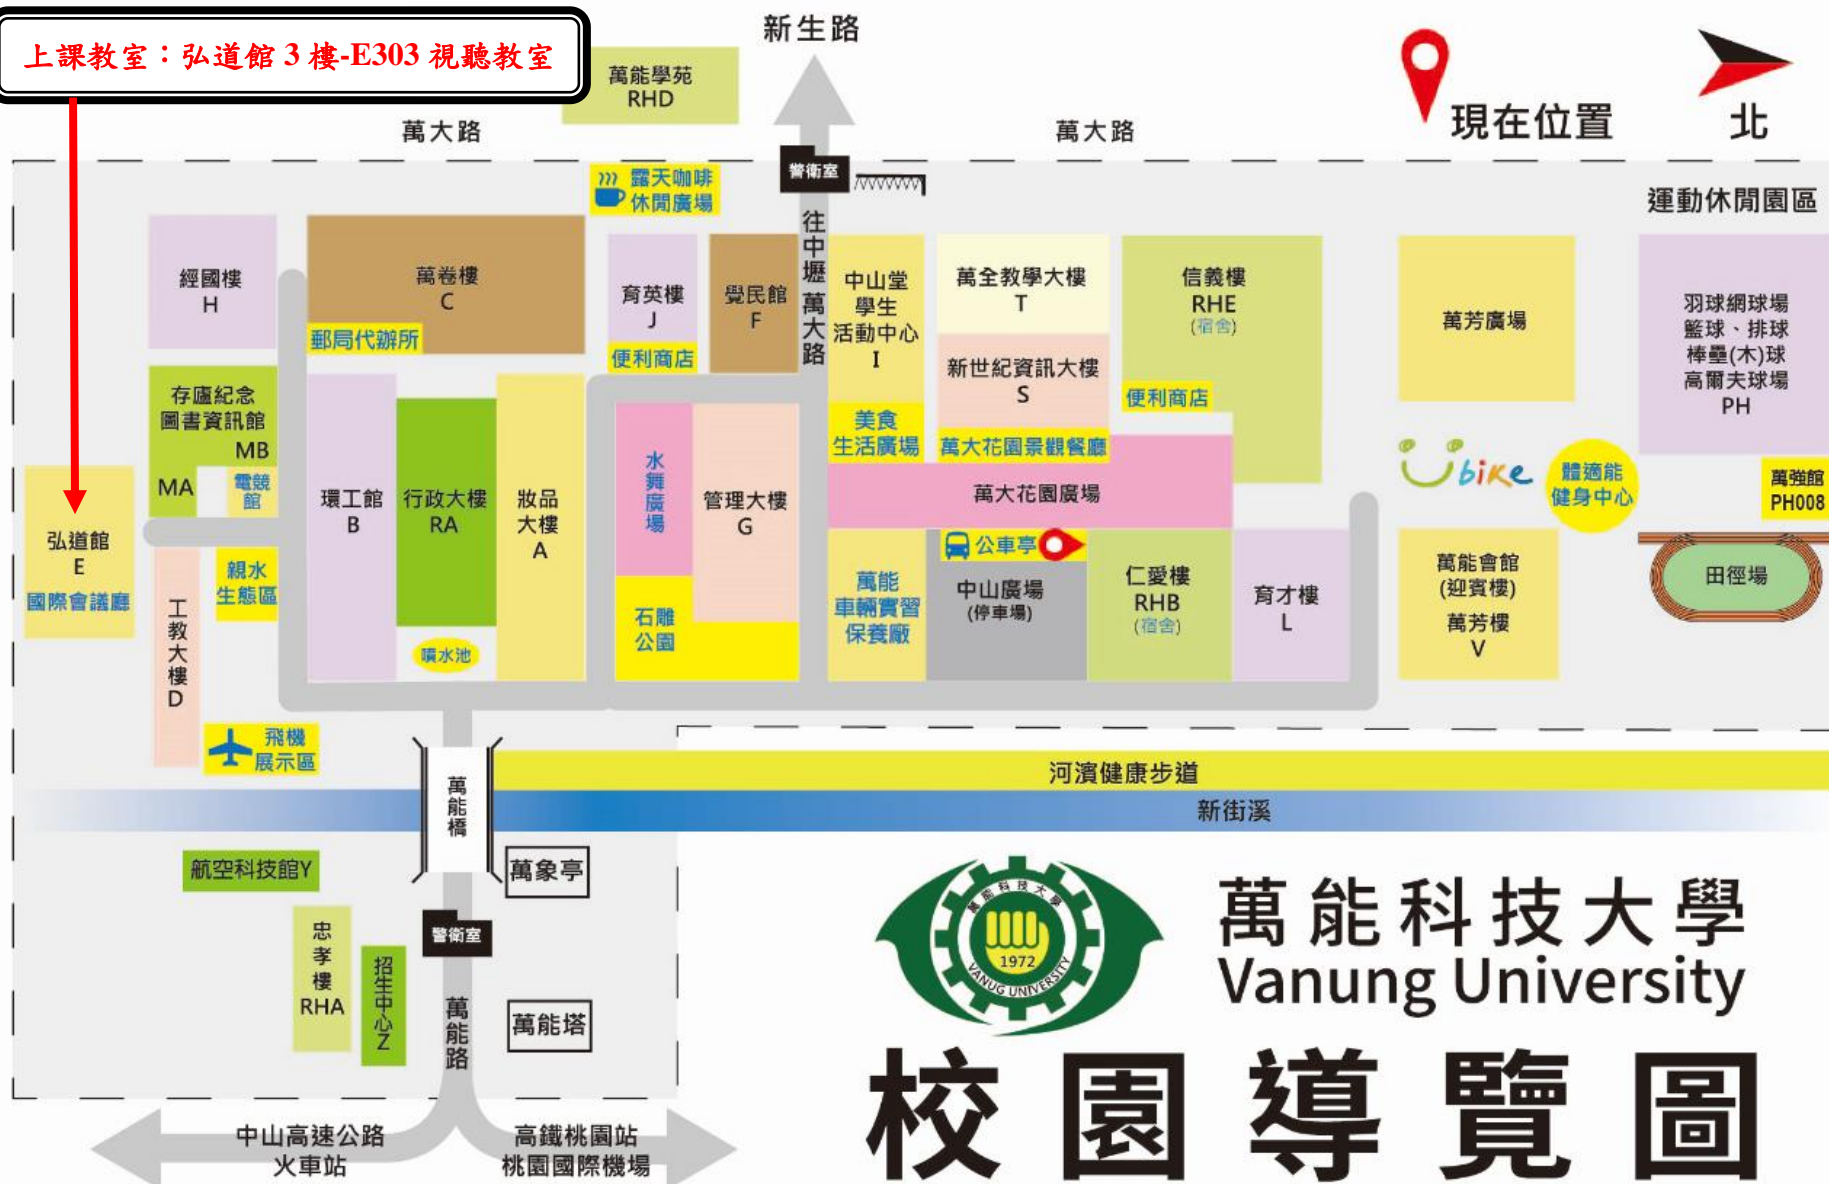 上課教室：弘道館 3 樓-E303 視聽教室
新生路
萬能學苑
RHD
萬大路
萬大路
現在位置
北
警衛室
露天咖啡
休閒廣場
運動休閒園區
往中壢 萬大路
經國樓
H
萬卷樓
C
郵局代辦所
育英樓
J
便利商店
覺民館
F
中山堂
學生
活動中心
I
美食
生活廣場
萬全教學大樓
T
新世紀資訊大樓
S
萬大花園景觀餐廳
信義樓
RHE
(宿舍)
便利商店
萬芳廣場
羽球網球場
籃球、排球
棒壘(木)球
高爾夫球場
PH
存廬紀念
圖書資訊館
MB
MA
電競
館
弘道館
E
國際會議廳
工教大樓D
親水
生態區
環工館
B
行政大樓
RA
噴水池
妝品
大樓
A
水舞廣場
石雕
公園
管理大樓
G
萬大花園廣場
萬能
車輛實習
保養廠
公車亭
中山廣場
(停車場)
仁愛樓
RHB
(宿舍)
育才樓
L
Ubike
體適能
健身中心
萬強館
PH008
萬能會館
(迎賓樓)
萬芳樓
V
田徑場
飛機
展示區
萬能橋
河濱健康步道
新街溪
航空科技館Y
萬象亭
警衛室
忠孝樓
RHA
招生中心Z
萬能路
萬能塔
中山高速公路
火車站
高鐵桃園站
桃園國際機場
萬能科技大學
1972
VANUG UNIVERSITY
萬能科技大學
Vanung University
校園導覽圖